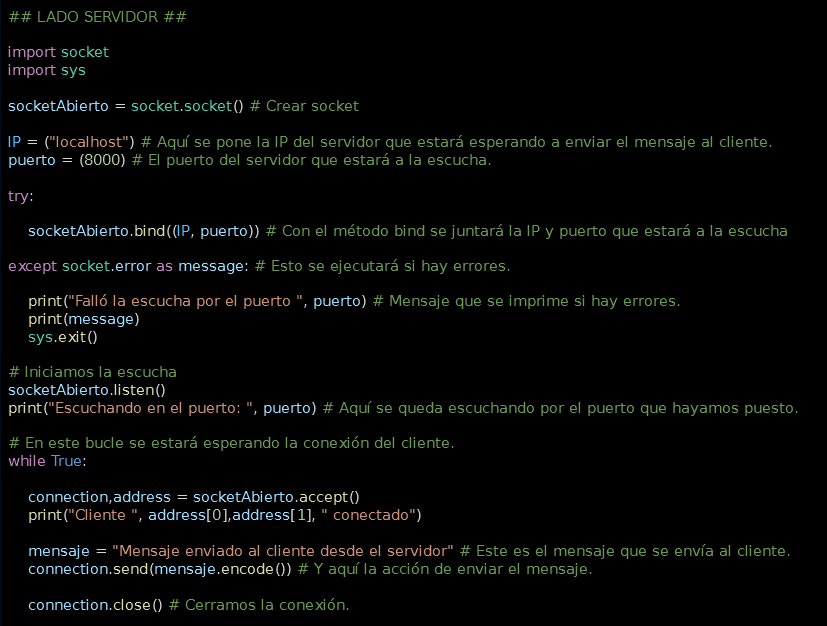 ## LADO SERVIDOR ##
import socket
import sys
socketAbierto = socket.socket() # Crear socket
IP = ("localhost") # Aquí se pone la IP del servidor que estará esperando a enviar el mensaje al cliente.
puerto = (8000) # El puerto del servidor que estará a la escucha.
try:
socketAbierto.bind((IP, puerto)) # Con el método bind se juntará la IP y puerto que estará a la escucha
except socket.error as message: # Esto se ejecutará si hay errores.
print("Falló la escucha por el puerto ", puerto) # Mensaje que se imprime si hay errores.
print(message)
sys.exit()
# Iniciamos la escucha
socketAbierto.listen()
print("Escuchando en el puerto: ", puerto) # Aquí se queda escuchando por el puerto que hayamos puesto.
# En este bucle se estará esperando la conexión del cliente.
while True:
connection,address = socketAbierto.accept()
print("Cliente ", address[0],address[1], " conectado")
mensaje = "Mensaje enviado al cliente desde el servidor" # Este es el mensaje que se envía al cliente.
connection.send(mensaje.encode()) # Y aquí la acción de enviar el mensaje.
connection.close() # Cerramos la conexión.